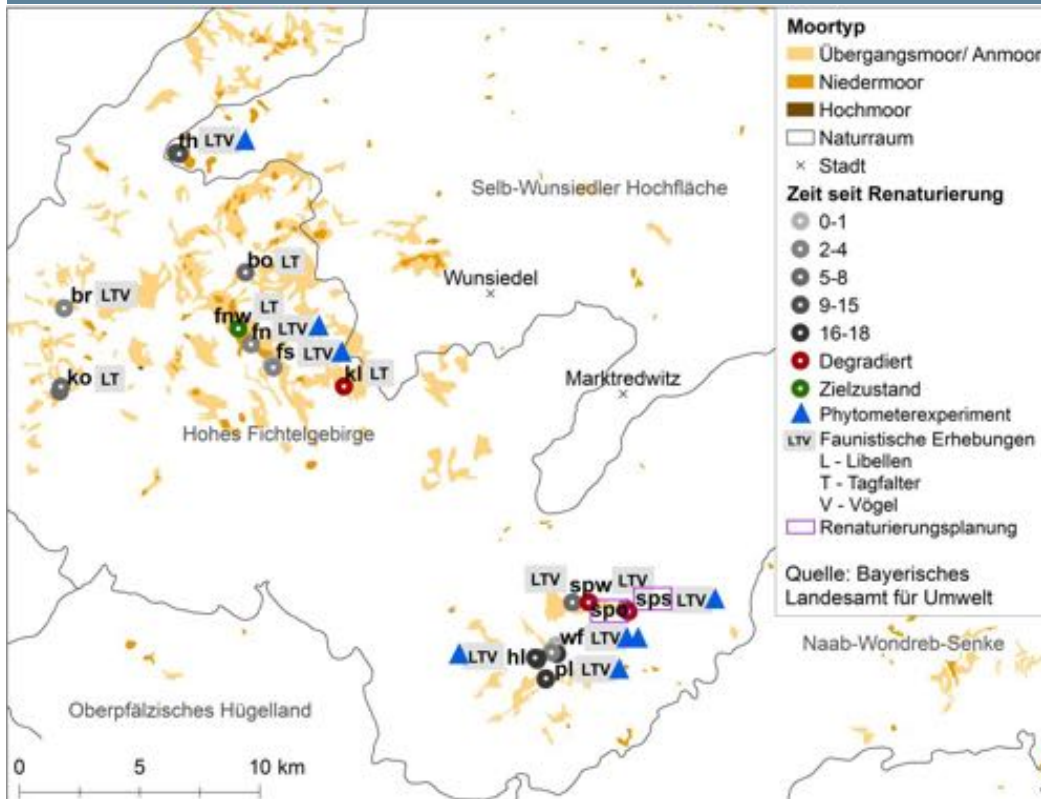 Moortyp
Übergangsmoor/ Anmoor
Niedermoor
Hochmoor
Naturraum
× Stadt
Zeit seit Renaturierung
0-1
2-4
5-8
9-15
16-18
Degradiert
Zielzustand
Phytometerexperiment
LTV Faunistische Erhebungen
L - Libellen
T - Tagfalter
V - Vögel
Renaturierungsplanung
Quelle: Bayerisches
Landesamt für Umwelt
th LTV
Selb-Wunsiedler Hochfläche
bo LT
Wunsiedel
br LTV
LT
fnw
fn LTV
fs LTV
kl LT
ko LT
Marktredwitz
Hohes Fichtelgebirge
LTV spw LTV
spo sps LTV
wf LTV
LTV hl
pl LTV
Naab-Wondreb-Senke
Oberpfälzisches Hügelland
0 5 10 km